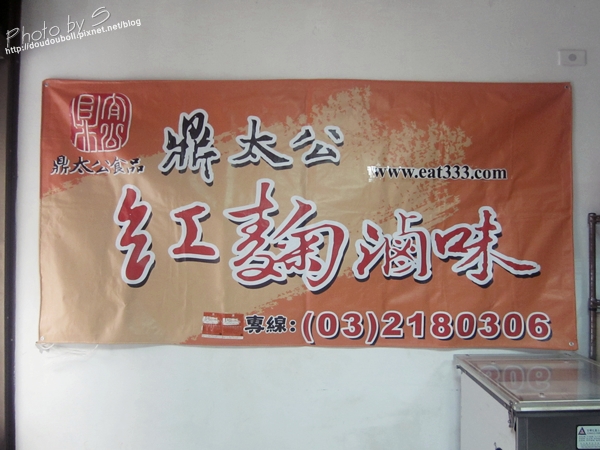 Photo by S
http://doudouboll.pixnet.net/blog
鼎太公食品
鼎太公
www.eat333.com
紅麴滷味
專線:(03)2180306